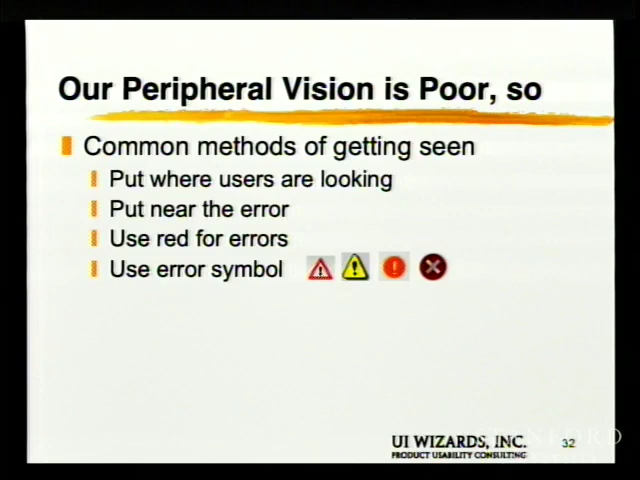 Our Peripheral Vision is Poor, so
Common methods of getting seen
Put where users are looking
Put near the error
Use red for errors
Use error symbol
UI WIZARDS, INC.
PRODUCT USABILITY CONSULTING
32